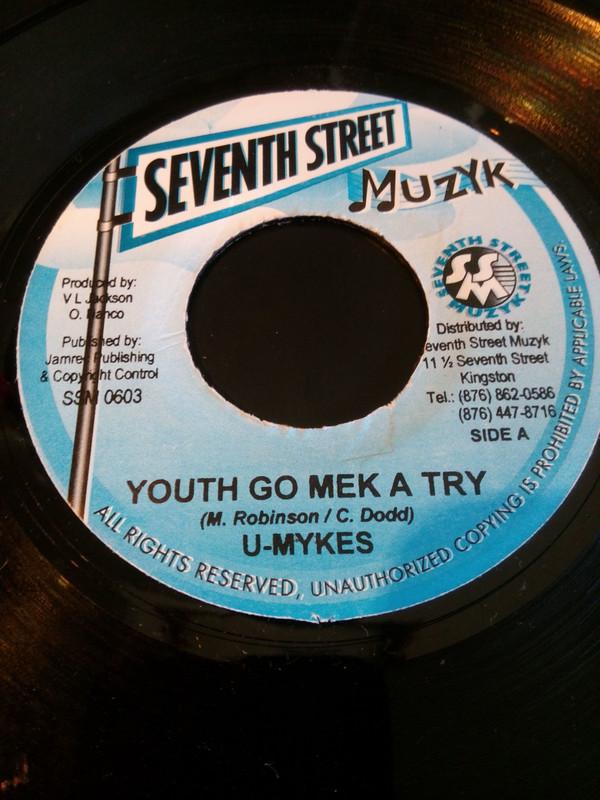 SEVENTH STREET
MUZYK
SEVENTH STREET
SSM
MUZYK
Produced by:
V L Jackson
O.
Published by:
Jamrec Publishing
& Copyright Control
SSM 0603
Distributed by:
Seventh Street Muzyk
11 ½ Seventh Street
Kingston
Tel.: (876) 862-0586
(876) 447-8716
SIDE A
YOUTH GO MEK A TRY
(M. Robinson / C. Dodd)
U-MYKES
ALL RIGHTS RESERVED, UNAUTHORIZED COPYING IS PROHIBITED BY APPLICABLE LAWS.